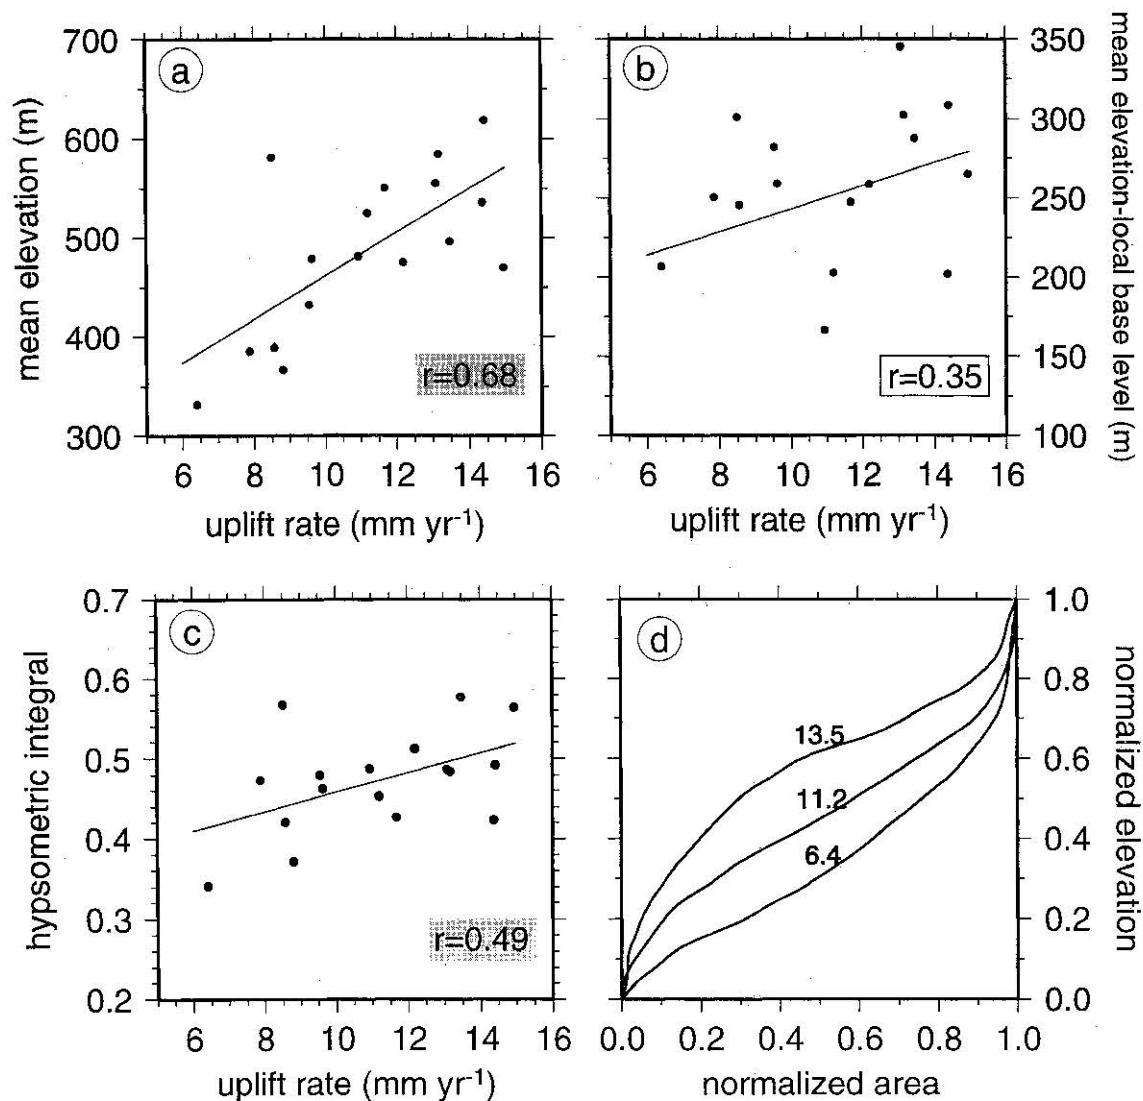 a
700
600
500
400
300
mean elevation (m)
r=0.68
6 8 10 12 14 16
uplift rate (mm yr-1)
b
350
300
250
200
150
100
mean elevation-local base level (m)
r=0.35
6 8 10 12 14 16
uplift rate (mm yr-1)
c
0.7
0.6
0.5
0.4
0.3
0.2
hypsometric integral
r=0.49
6 8 10 12 14 16
uplift rate (mm yr-1)
d
13.5
11.2
6.4
1.0
0.8
0.6
0.4
0.2
0.0
normalized elevation
0.0 0.2 0.4 0.6 0.8 1.0
normalized area